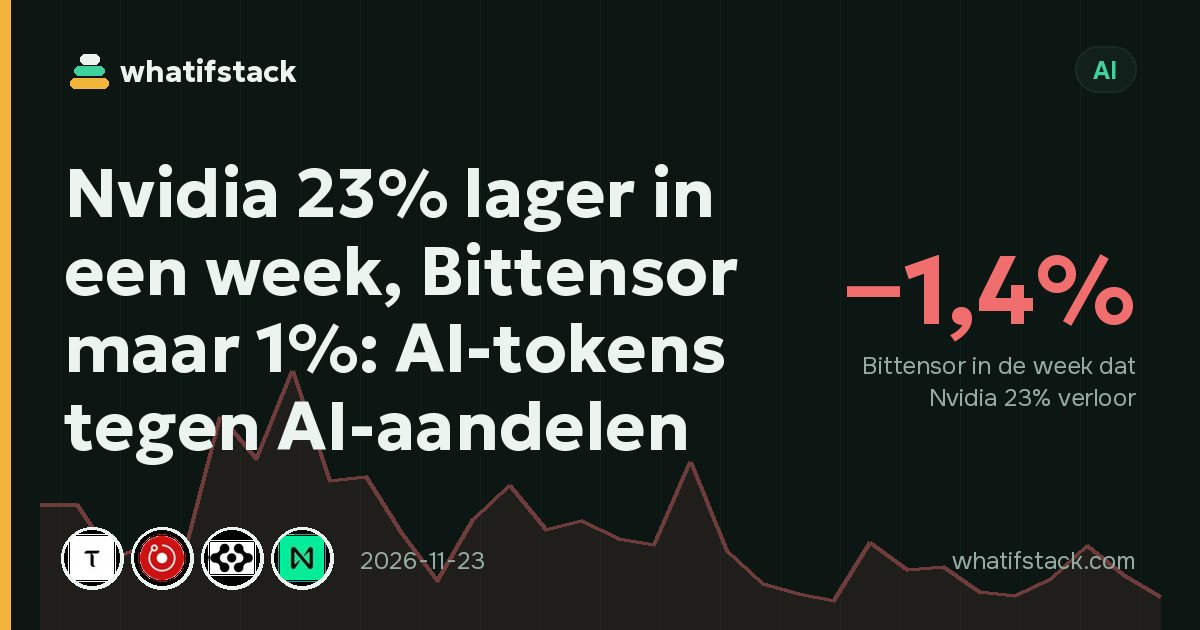 whatifstack
AI
Nvidia 23% lager in
een week, Bittensor
maar 1%: AI-tokens
tegen AI-aandelen
−1,4%
Bittensor in de week dat
Nvidia 23% verloor
τ
2026-11-23
whatifstack.com